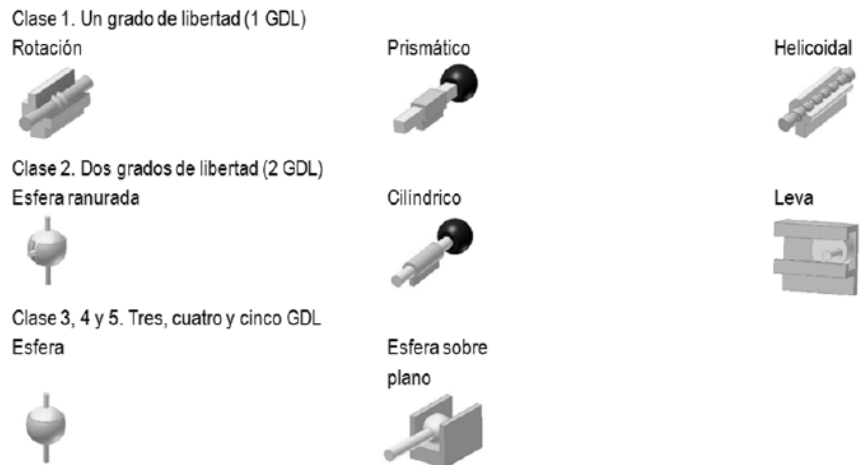 Clase 1. Un grado de libertad (1 GDL)
Rotación
Prismático
Helicoidal
Clase 2. Dos grados de libertad (2 GDL)
Esfera ranurada
Cilíndrico
Leva
Clase 3, 4 y 5. Tres, cuatro y cinco GDL
Esfera
Esfera sobre
plano